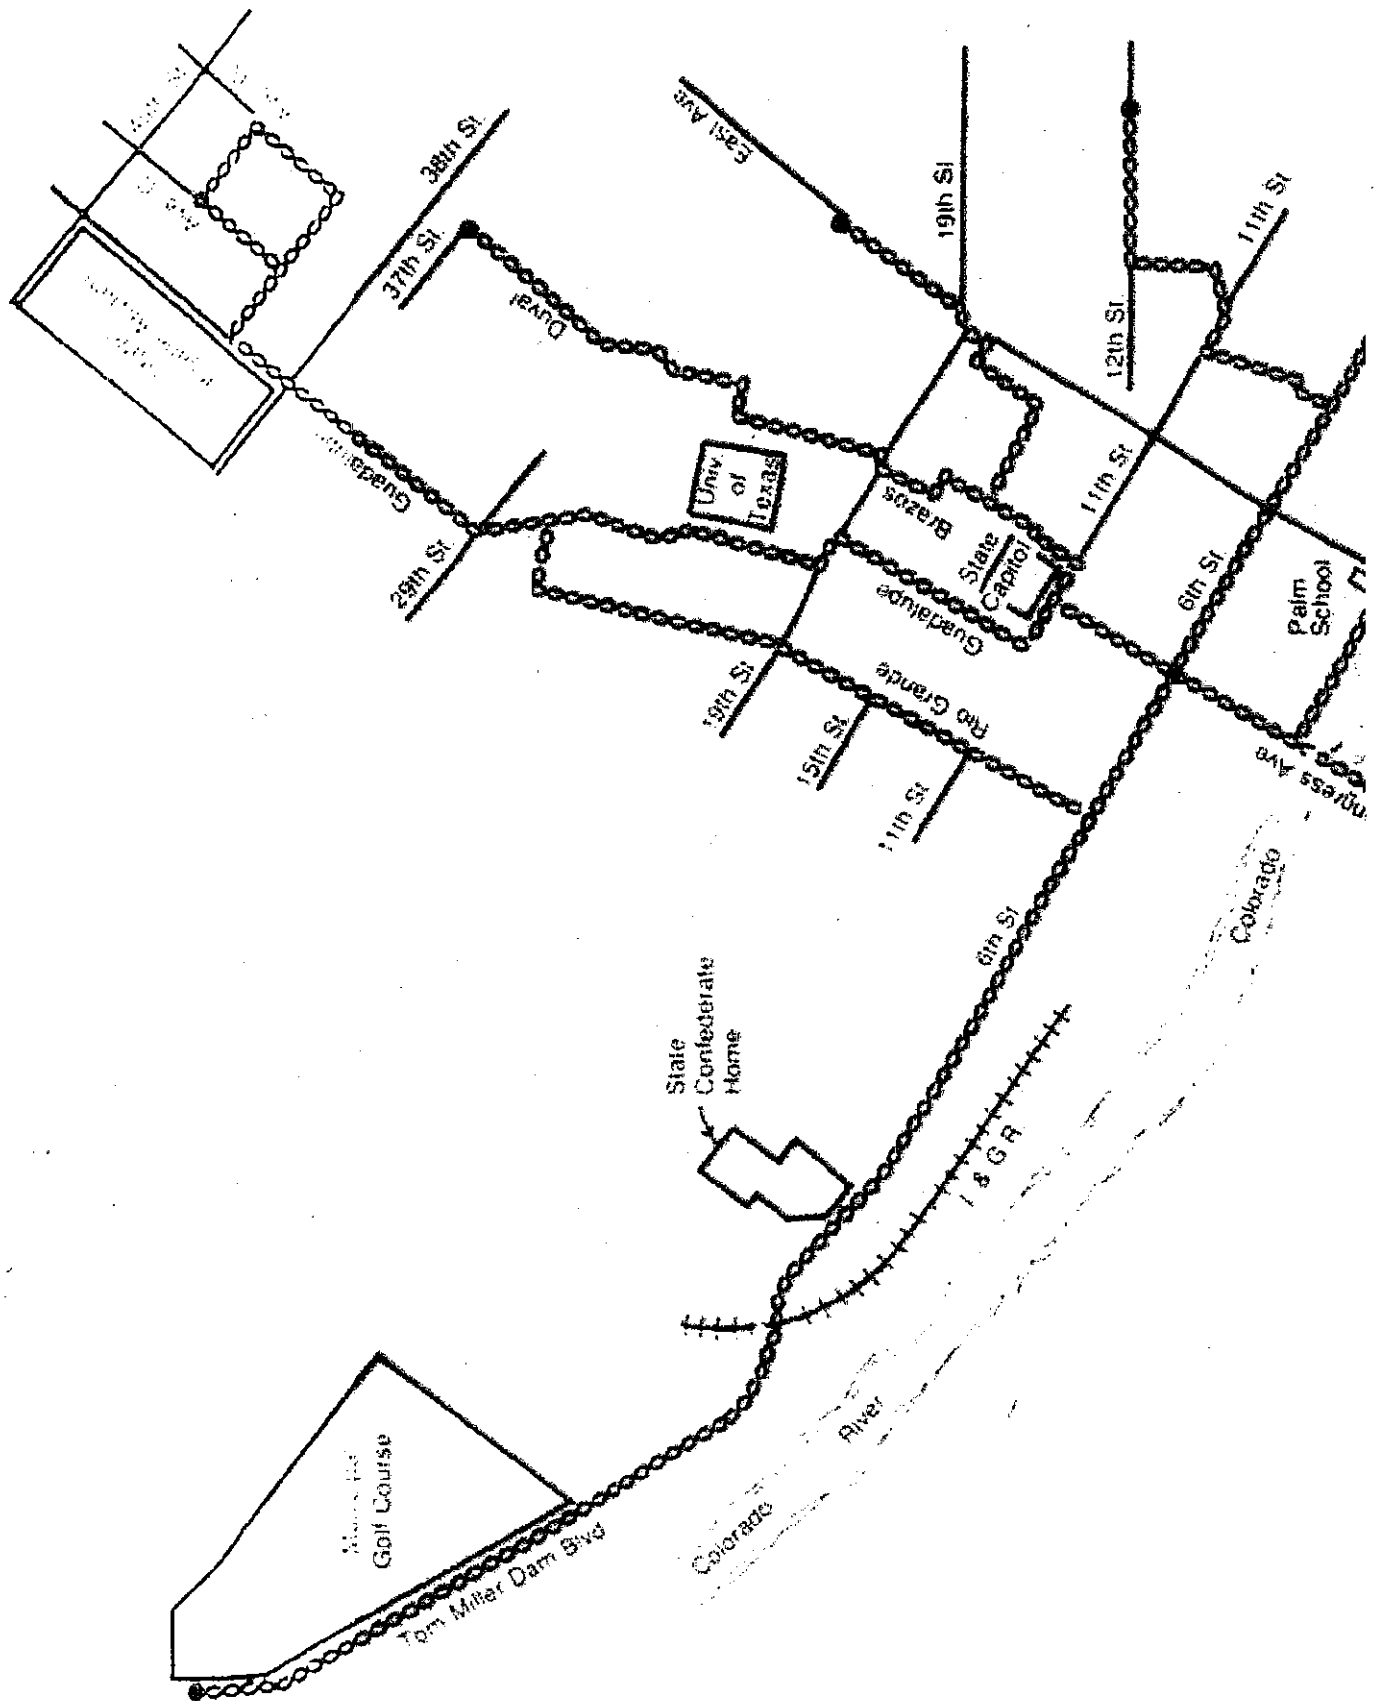 38th St.
37th St.
Duval
East Ave
19th St
12th St
11th St
Guadalupe
29th St
Univ.
of
Texas
Brazos
State
Capitol
11th St
6th St
Palm
School
Guadalupe
19th St
Rio Grande
15th St
11th St
ngress Ave
6th St
Colorado
State
Confederate
Home
I & G R
Golf Course
Tom Miller Dam Blvd
Colorado
River